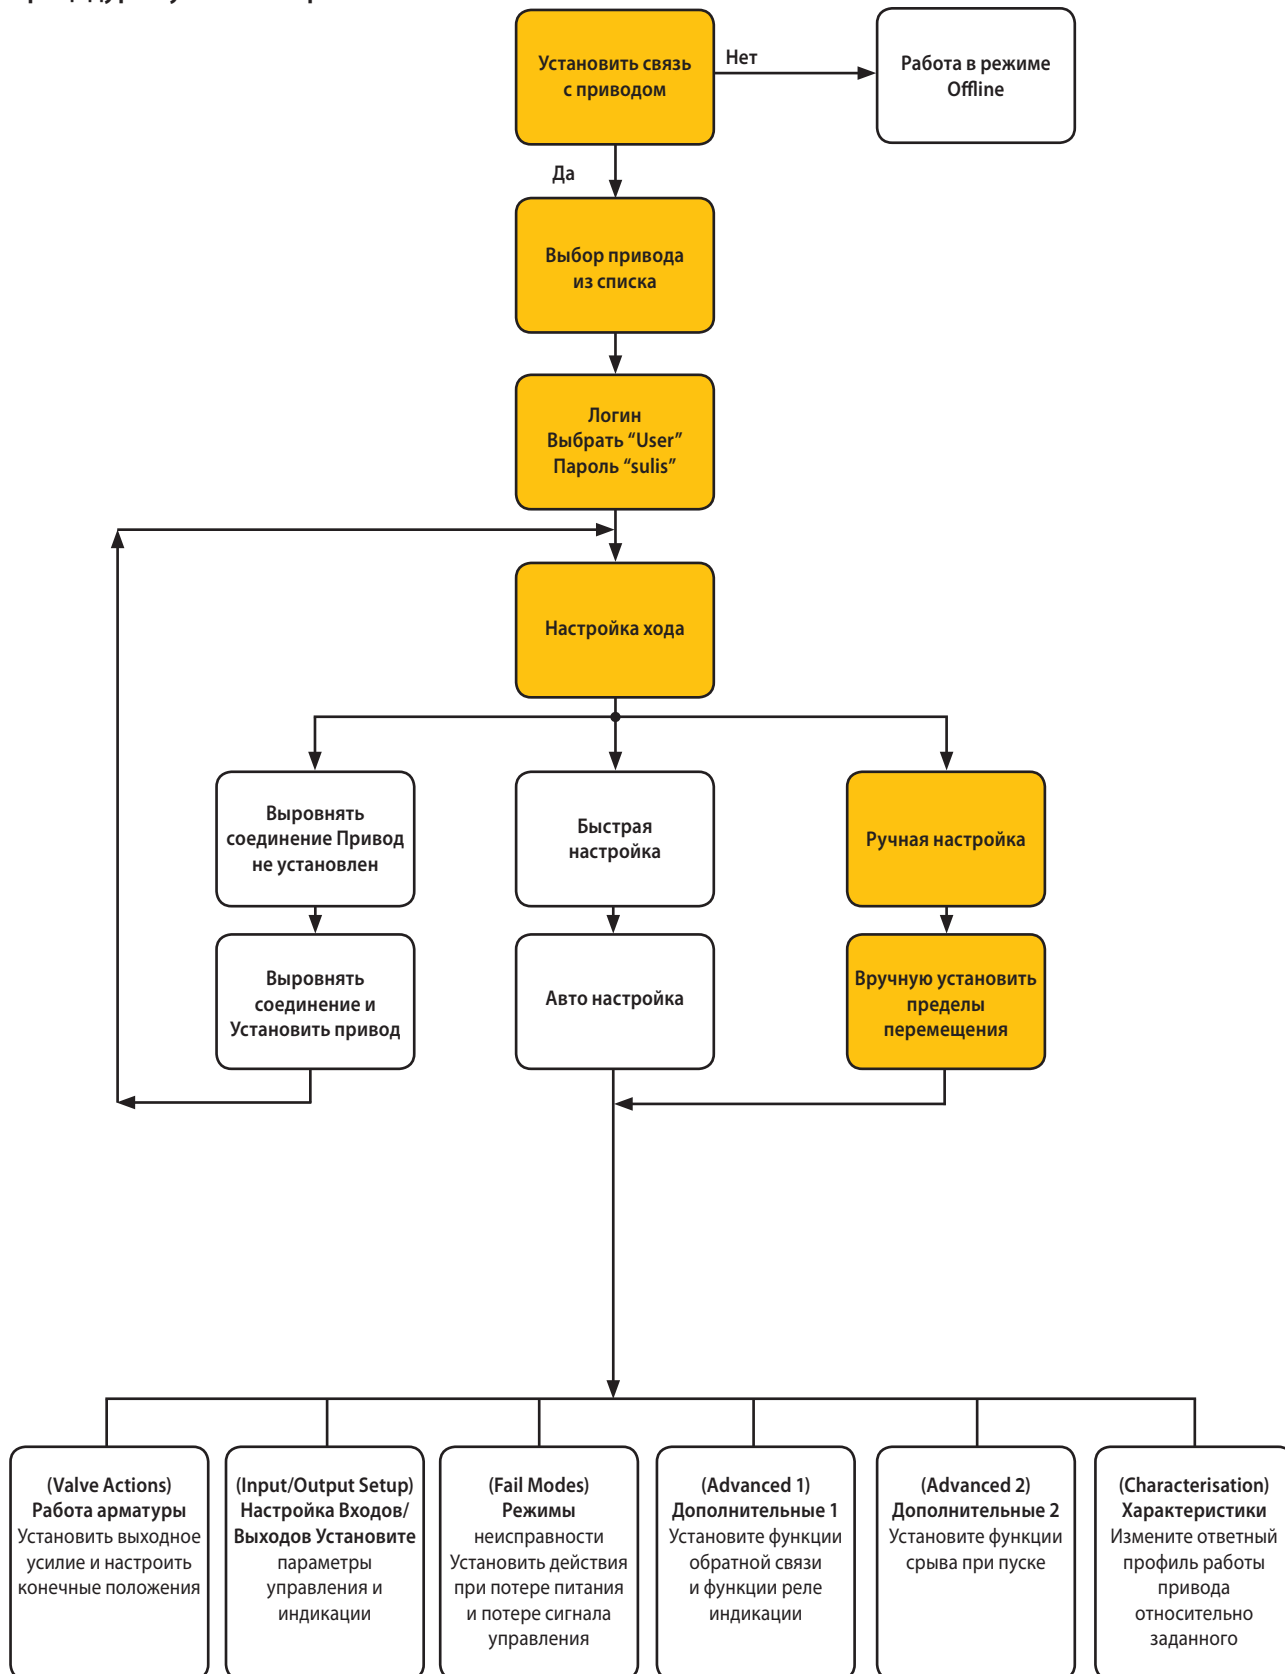 Установить связь
с приводом
Нет
Работа в режиме
Offline
Да
Выбор привода
из списка
Логин
Выбрать “User”
Пароль “sulis”
Настройка хода
Выровнять
соединение Привод
не установлен
Быстрая
настройка
Ручная настройка
Выровнять
соединение и
Установить привод
Авто настройка
Вручную установить
пределы
перемещения
(Valve Actions)
Работа арматуры
Установить выходное
усилие и настроить
конечные положения
(Input/Output Setup)
Настройка Входов/
Выходов Установите
параметры
управления и
индикации
(Fail Modes)
Режимы
неисправности
Установить действия
при потере питания
и потере сигнала
управления
(Advanced 1)
Дополнительные 1
Установите функции
обратной связи
и функции реле
индикации
(Advanced 2)
Дополнительные 2
Установите функции
срыва при пуске
(Characterisation)
Характеристики
Измените ответный
профиль работы
привода
относительно
заданного